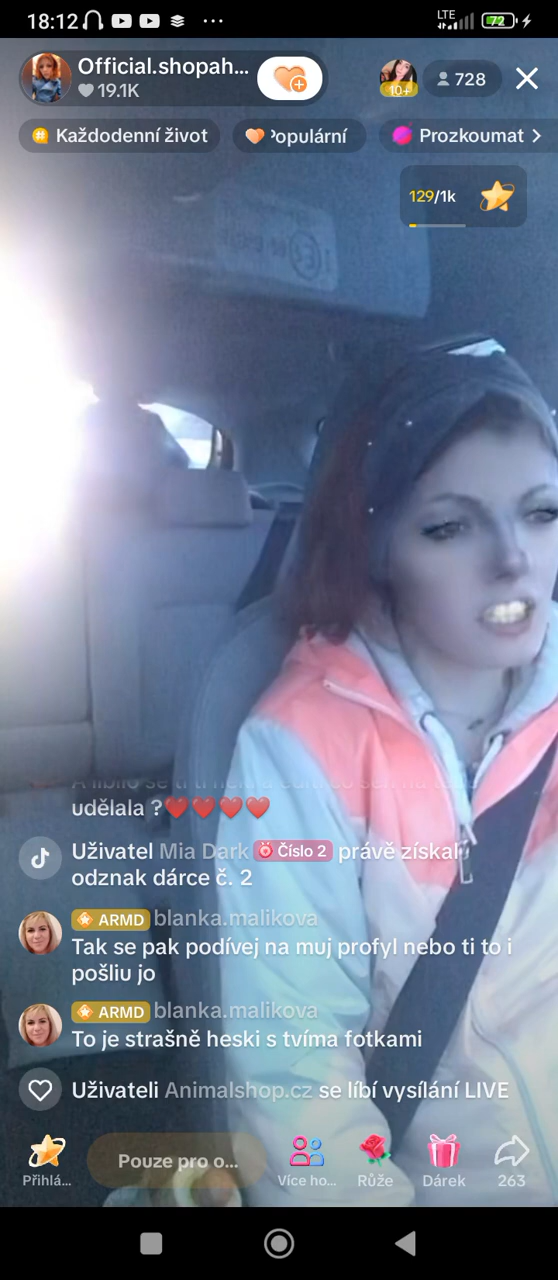 18:12
LTE
72
Official.shopah...
19.1K
10+
728
Každodenní život
Populární
Prozkoumat
129/1k
udělala ?❤️❤️❤️❤️
Uživatel Mia Dark Číslo 2 právě získal
odznak dárce č. 2
ARMD blanka.malikova
Tak se pak podívej na muj profyl nebo ti to i
pošliu jo
ARMD blanka.malikova
To je strašně heski s tvíma fotkami
Uživateli Animalshop.cz se líbí vysílání LIVE
Přihlá...
Pouze pro o...
Více ho...
Růže
Dárek
263